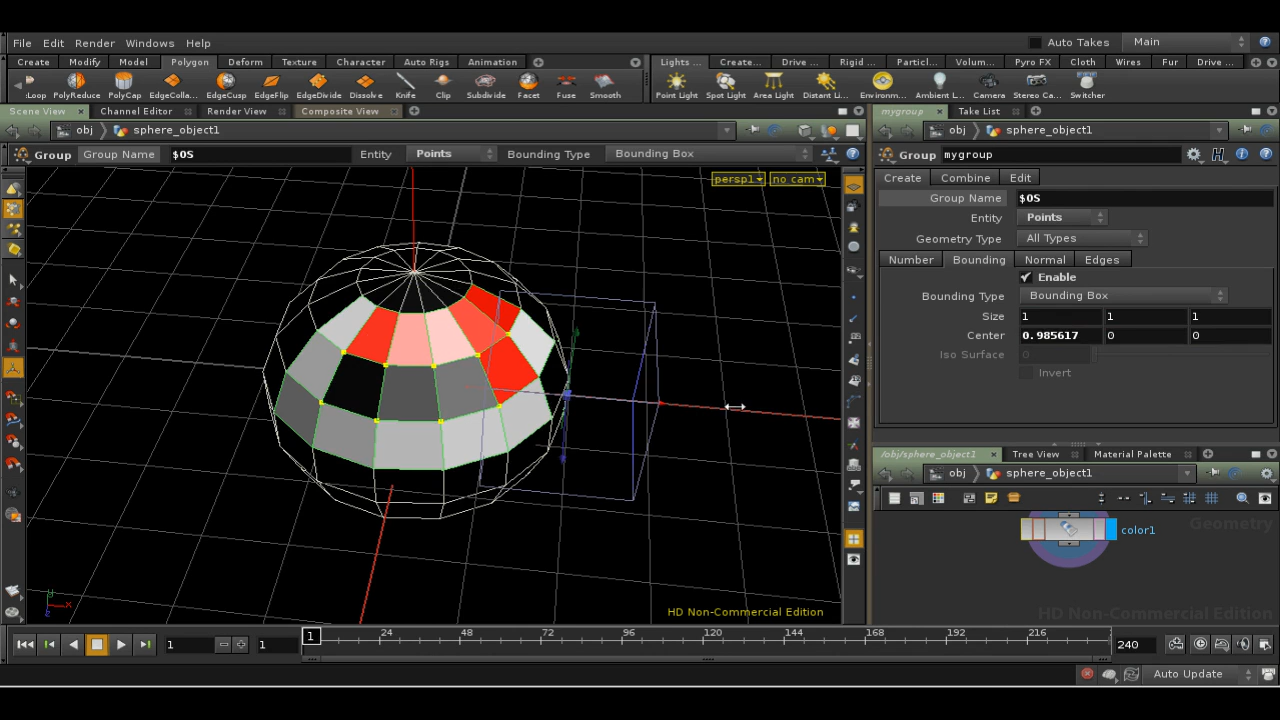 File Edit Render Windows Help Auto Takes Main
Create Modify Model Polygon Deform Texture Character Auto Rigs Animation Lights ... Create... Drive ... Rigid ... Particl... Volum... Pyro FX Cloth Wires Fur Drive ...
:Loop PolyReduce PolyCap EdgeColla... EdgeCusp EdgeFlip EdgeDivide Dissolve Knife Clip Subdivide Facet Fuse Smooth Point Light Spot Light Area Light Distant Li... Environ... Ambient L... Camera Stereo Ca... Switcher
Scene View Channel Editor Render View Composite View mygroup Take List
obj sphere_object1 obj sphere_object1
Group Group Name $OS Entity Points Bounding Type Bounding Box Group mygroup
persp1 no cam
Create Combine Edit
Group Name $OS
Entity Points
Geometry Type All Types
Number Bounding Normal Edges
Enable
Bounding Type Bounding Box
Size 1 1 1
Center 0.985617 0 0
Iso Surface 0
Invert
/obj/sphere_object1 Tree View Material Palette
obj sphere_object1
Geometry
color1
y x z
HD Non-Commercial Edition HD Non-Commercial Edition
1 1 1 24 48 72 96 120 144 168 192 216 240
Auto Update